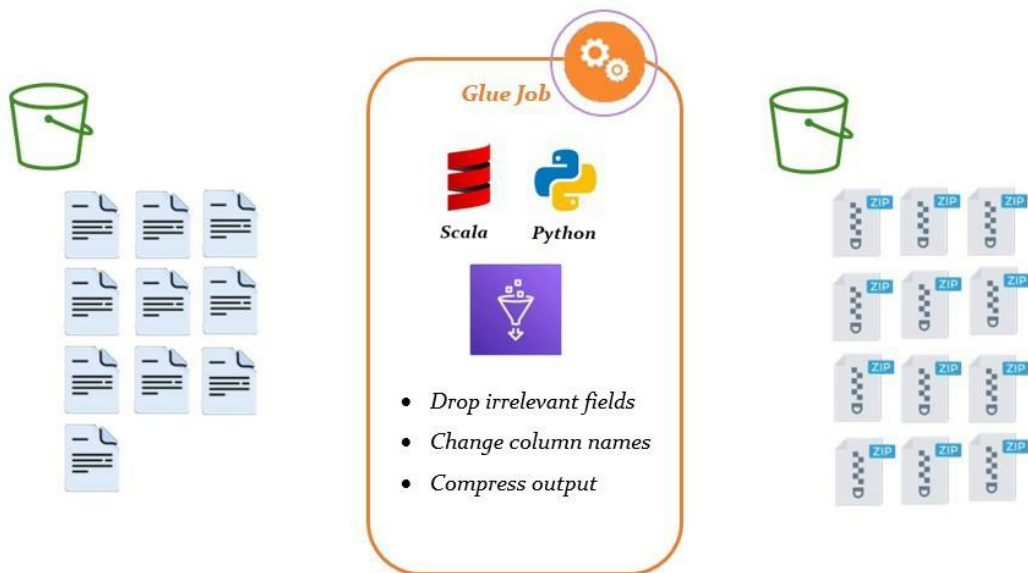 Glue Job
Scala
Python
• Drop irrelevant fields
• Change column names
• Compress output
ZIP ZIP ZIP
ZIP ZIP ZIP
ZIP ZIP ZIP
ZIP ZIP ZIP